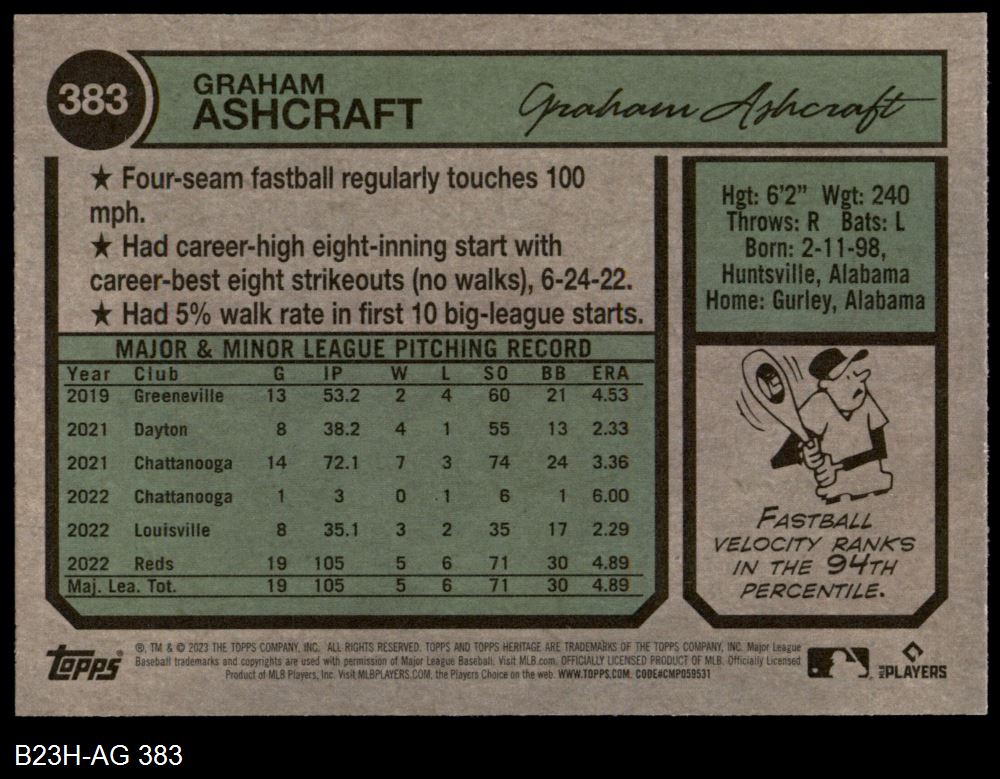 383
GRAHAM
ASHCRAFT
Graham Ashcraft
★ Four-seam fastball regularly touches 100
mph.
★ Had career-high eight-inning start with
career-best eight strikeouts (no walks), 6-24-22.
★ Had 5% walk rate in first 10 big-league starts.
Hgt: 6'2" Wgt: 240
Throws: R Bats: L
Born: 2-11-98,
Huntsville, Alabama
Home: Gurley, Alabama
MAJOR & MINOR LEAGUE PITCHING RECORD
Year Club G IP W L SO BB ERA
2019 Greeneville 13 53.2 2 4 60 21 4.53
2021 Dayton 8 38.2 4 1 55 13 2.33
2021 Chattanooga 14 72.1 7 3 74 24 3.36
2022 Chattanooga 1 3 0 1 6 1 6.00
2022 Louisville 8 35.1 3 2 35 17 2.29
2022 Reds 19 105 5 6 71 30 4.89
Maj. Lea. Tot. 19 105 5 6 71 30 4.89
FASTBALL
VELOCITY RANKS
IN THE 94TH
PERCENTILE.
Topps
®, TM & © 2023 THE TOPPS COMPANY, INC. ALL RIGHTS RESERVED. TOPPS AND TOPPS HERITAGE ARE TRADEMARKS OF THE TOPPS COMPANY, INC. Major League
Baseball trademarks and copyrights are used with permission of Major League Baseball. Visit MLB.com. OFFICIALLY LICENSED PRODUCT OF MLB. Officially Licensed
Product of MLB Players, Inc. Visit MLBPLAYERS.COM, the Players Choice on the web. WWW.TOPPS.COM. CODE#CMP059531
MLB PLAYERS
B23H-AG 383